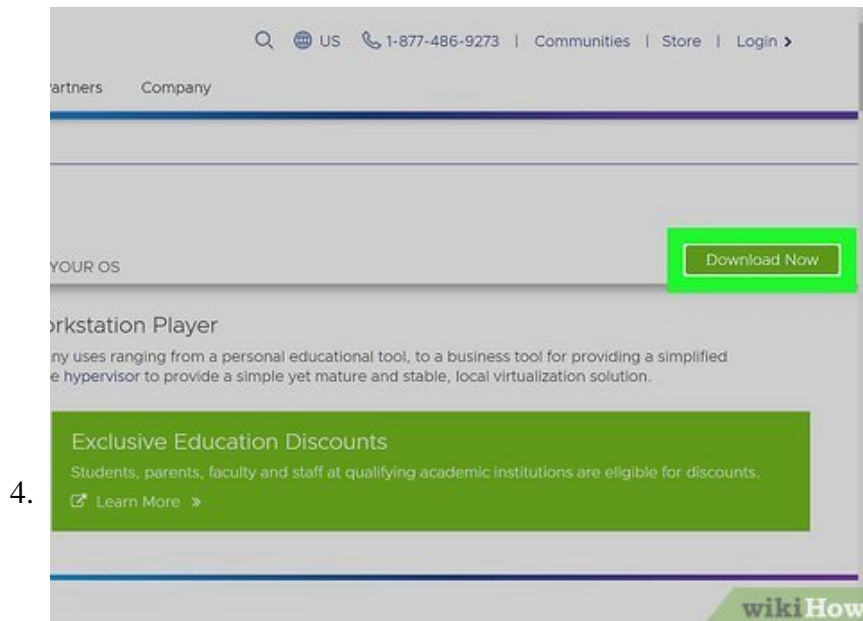 US 1-877-486-9273 | Communities | Store | Login >
Company
YOUR OS
Download Now
Player
uses ranging from a personal educational tool, to a business tool for providing a simplified
hypervisor to provide a simple yet mature and stable, local virtualization solution.
Exclusive Education Discounts
Students, parents, faculty and staff at qualifying academic institutions are eligible for discounts.
Learn More »
4.
wikiHow